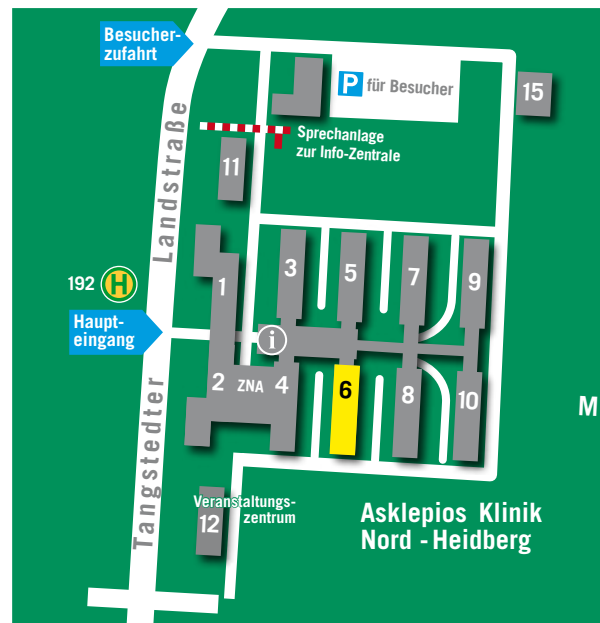 Besucher-
zufahrt
P für Besucher
15
Sprechanlage
zur Info-Zentrale
11
Tangstedter Landstraße
3
5
7
9
1
192 H
Haupt-
eingang
i
2
ZNA
4
6
8
10
M
Veranstaltungs-
zentrum
12
Asklepios Klinik
Nord - Heidberg